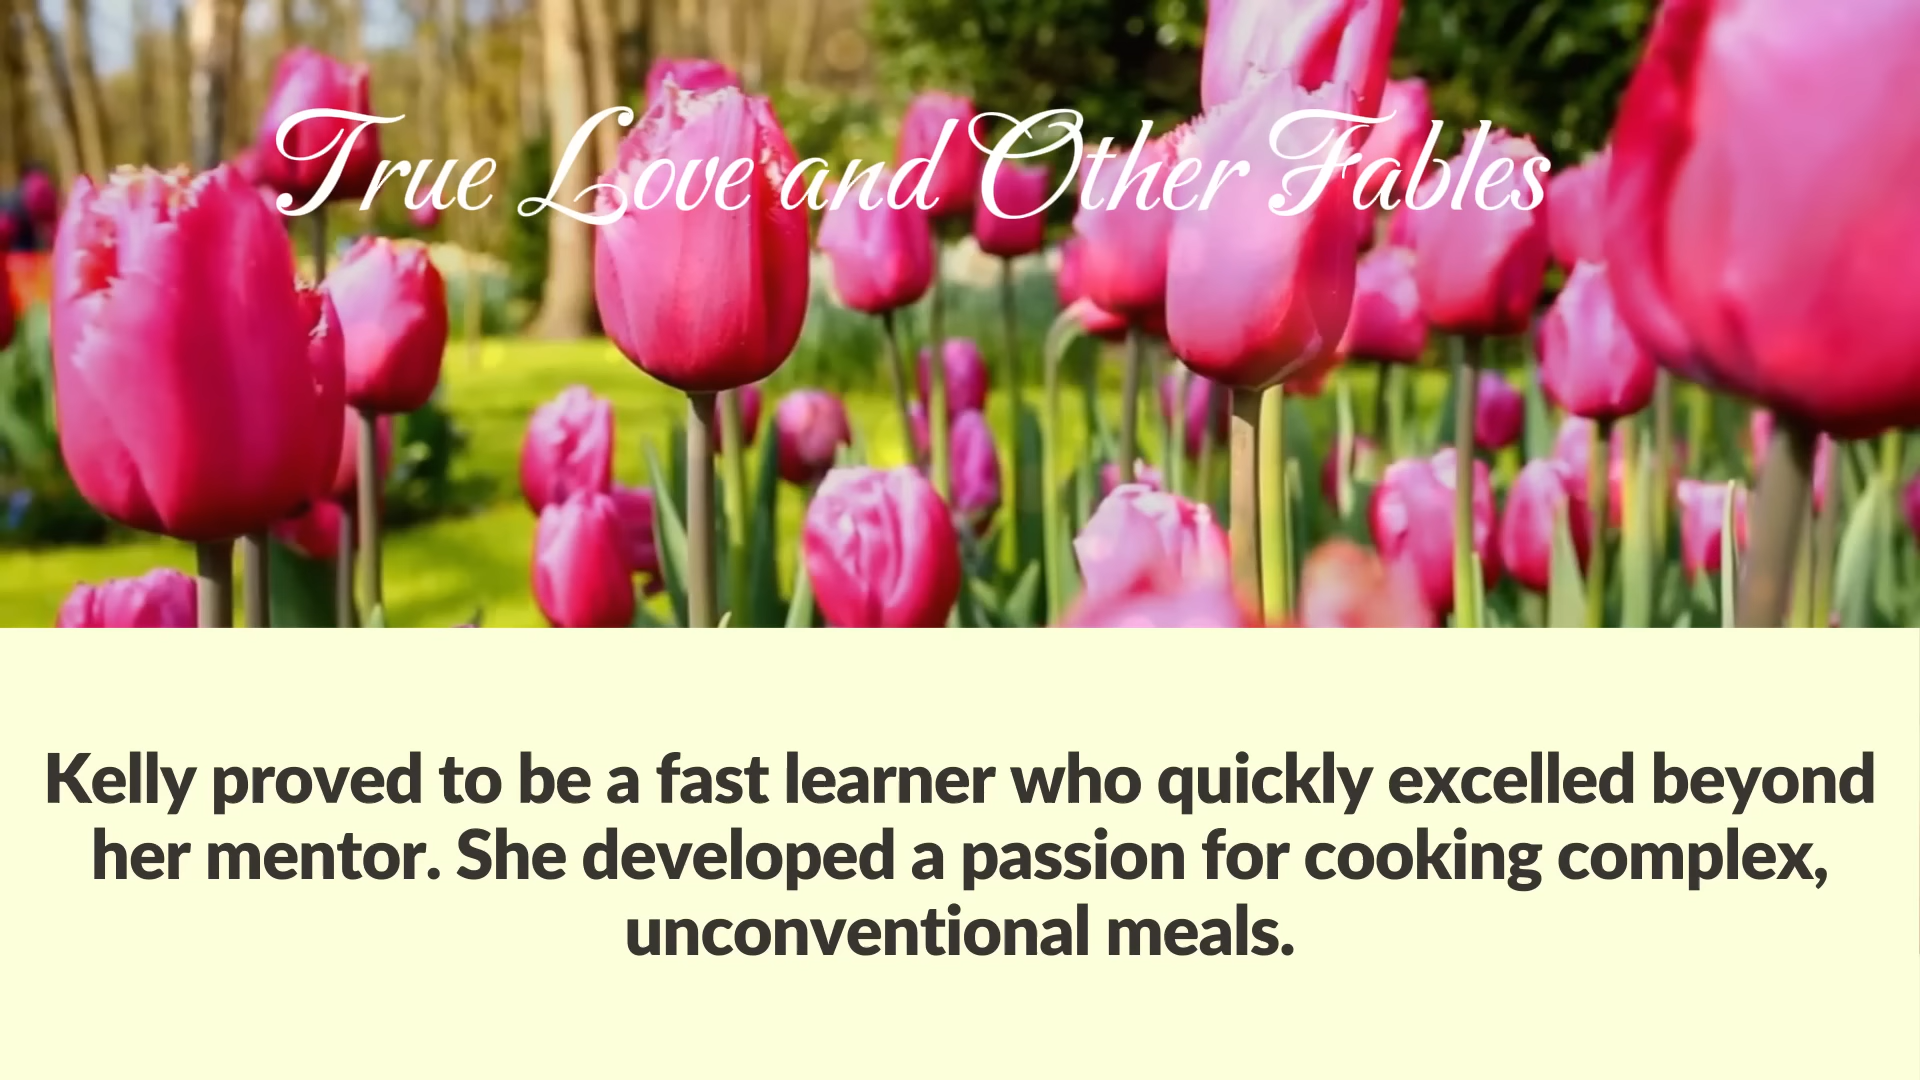 True Love and Other Fables
Kelly proved to be a fast learner who quickly excelled beyond
her mentor. She developed a passion for cooking complex,
unconventional meals.